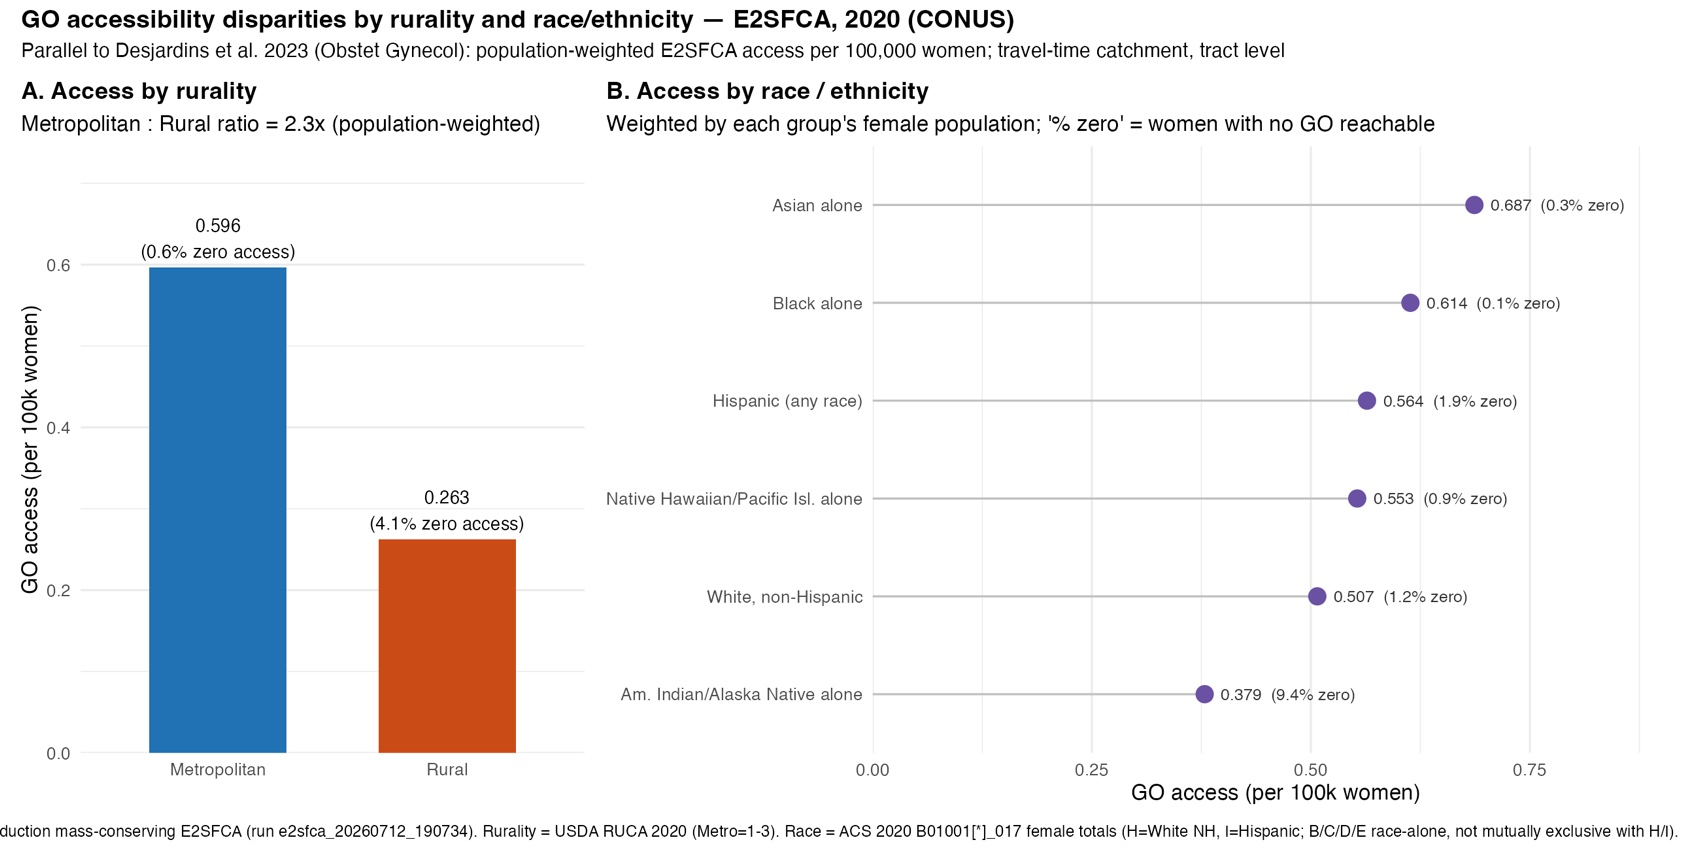 GO accessibility disparities by rurality and race/ethnicity — E2SFCA, 2020 (CONUS)
Parallel to Desjardins et al. 2023 (Obstet Gynecol): population-weighted E2SFCA access per 100,000 women; travel-time catchment, tract level
A. Access by rurality
Metropolitan : Rural ratio = 2.3x (population-weighted)
GO access (per 100k women)
0.6
0.4
0.2
0.0
0.596
(0.6% zero access)
0.263
(4.1% zero access)
Metropolitan
Rural
B. Access by race / ethnicity
Weighted by each group's female population; '% zero' = women with no GO reachable
Asian alone
0.687 (0.3% zero)
Black alone
0.614 (0.1% zero)
Hispanic (any race)
0.564 (1.9% zero)
Native Hawaiian/Pacific Isl. alone
0.553 (0.9% zero)
White, non-Hispanic
0.507 (1.2% zero)
Am. Indian/Alaska Native alone
0.379 (9.4% zero)
0.00
0.25
0.50
0.75
GO access (per 100k women)
duction mass-conserving E2SFCA (run e2sfca_20260712_190734). Rurality = USDA RUCA 2020 (Metro=1-3). Race = ACS 2020 B01001[*]_017 female totals (H=White NH, I=Hispanic; B/C/D/E race-alone, not mutually exclusive with H/I).